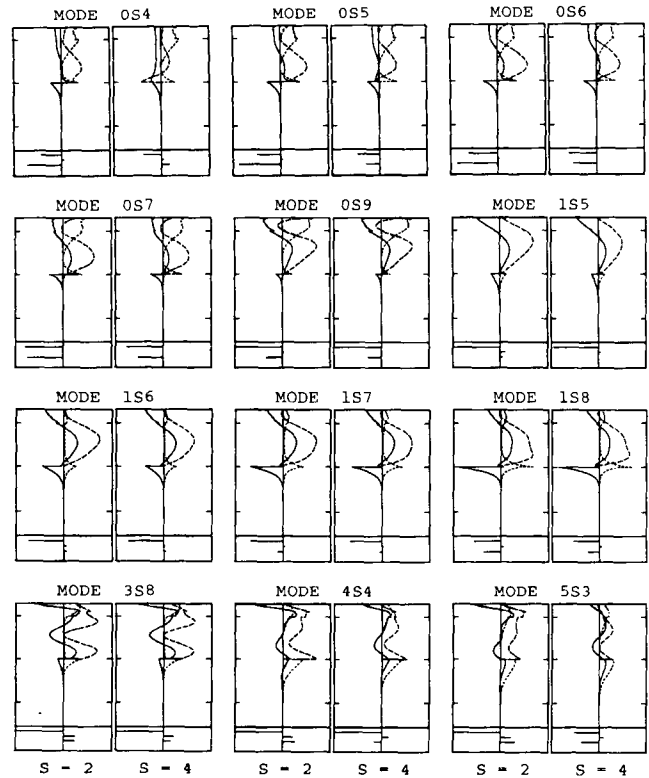 MODE 0S4 MODE 0S5 MODE 0S6
MODE 0S7 MODE 0S9 MODE 1S5
MODE 1S6 MODE 1S7 MODE 1S8
MODE 3S8 MODE 4S4 MODE 5S3
S = 2 S = 4 S = 2 S = 4 S = 2 S = 4